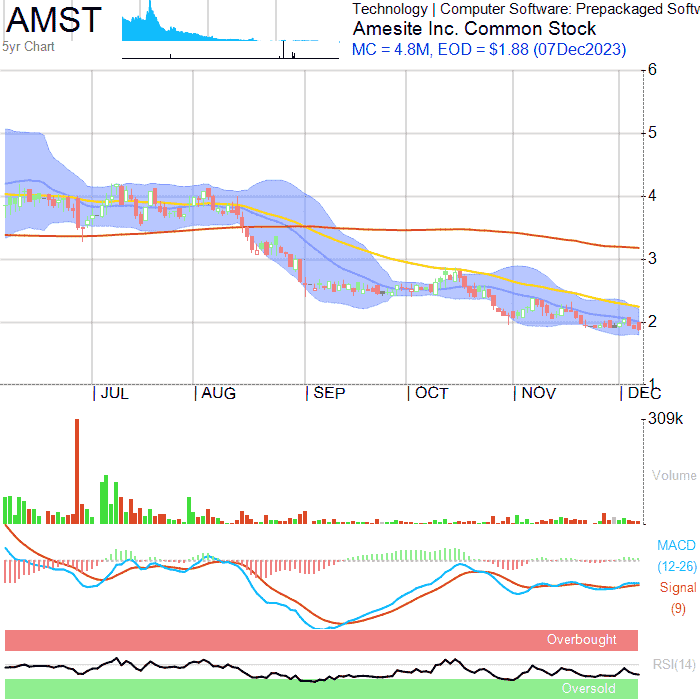 AMST
5yr Chart
Technology | Computer Software: Prepackaged Softw
Amesite Inc. Common Stock
MC = 4.8M, EOD = $1.88 (07Dec2023)
6
5
4
3
2
1
JUL AUG SEP OCT NOV DEC
309k
Volume
MACD
(12-26)
Signal
(9)
Overbought
RSI(14)
Oversold